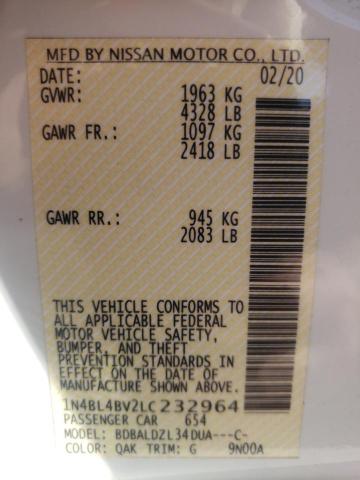 MFD BY NISSAN MOTOR CO., LTD.
DATE: 02/20
GVWR: 1963 KG
4328 LB
GAWR FR.: 1097 KG
2418 LB
GAWR RR.: 945 KG
2083 LB
THIS VEHICLE CONFORMS TO
ALL APPLICABLE FEDERAL
MOTOR VEHICLE SAFETY,
BUMPER, AND THEFT
PREVENTION STANDARDS IN
EFFECT ON THE DATE OF
MANUFACTURE SHOWN ABOVE.
1N4BL4BV2LC232964
PASSENGER CAR 654
MODEL: BDBALDZL34DUA---C-
COLOR: QAK TRIM: G 9N00A